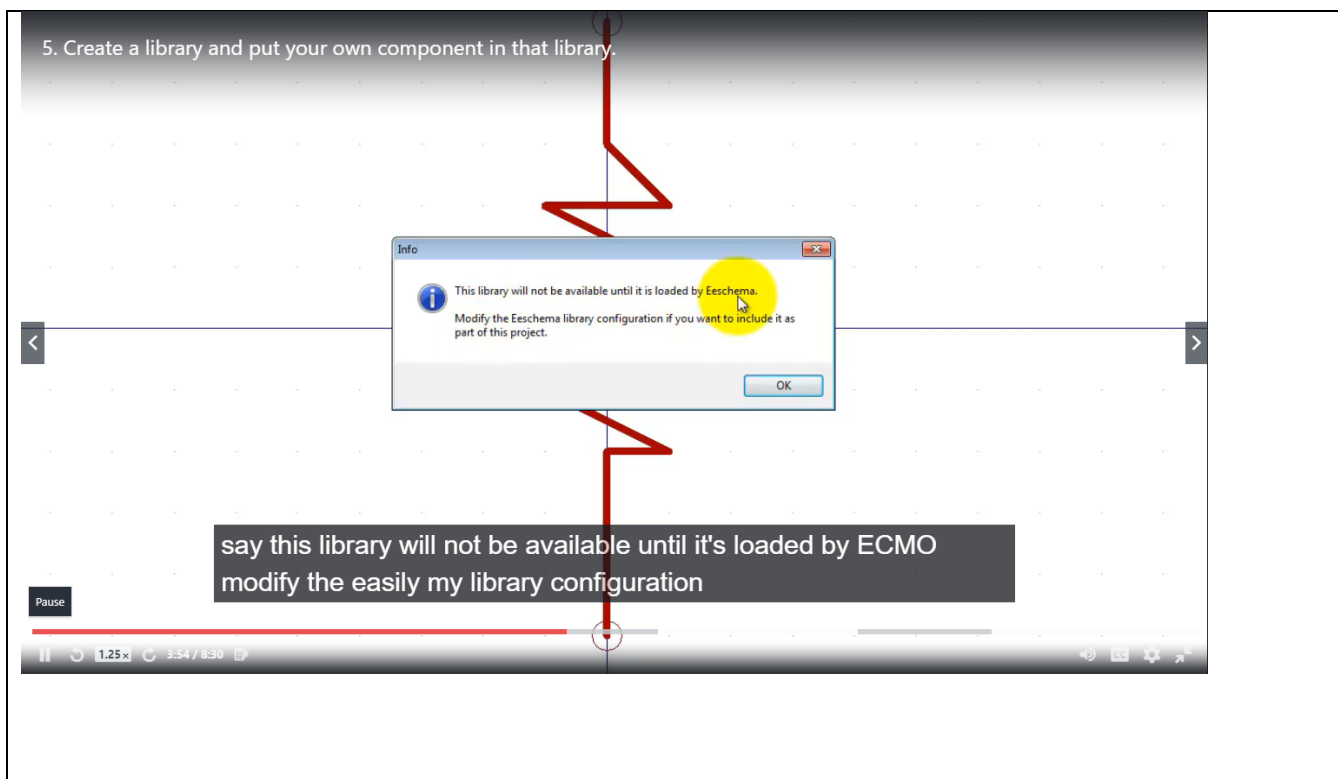 5. Create a library and put your own component in that library.
Info
This library will not be available until it is loaded by Eeschema.
Modify the Eeschema library configuration if you want to include it as
part of this project.
OK
say this library will not be available until it's loaded by ECMO
modify the easily my library configuration
Pause
1.25x 3:54 / 8:30 CC